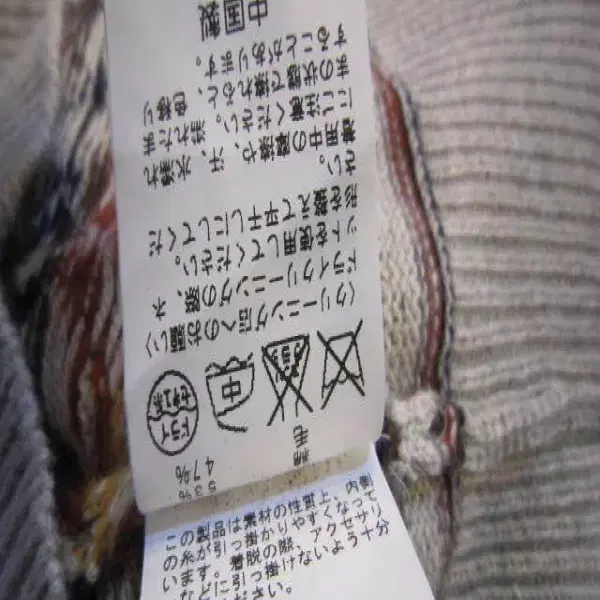 綿 53%
毛 47%
中
ドライ
セキユ系
〈クリーニング店へのお願い〉
ドライクリーニングの際、ネ
ットを使用してください。
形を整えて平干しにしてくだ
さい。
着用中の摩擦や、汗、水濡れ
にご注意ください。濡れたま
まの状態で擦れると、色移り
することがあります。
中国製
この製品は素材の性質上、内側
の糸が引っ掛かりやすくなって
います。着脱の際、アクセサリ
などに引っ掛けないよう十分
ださい。